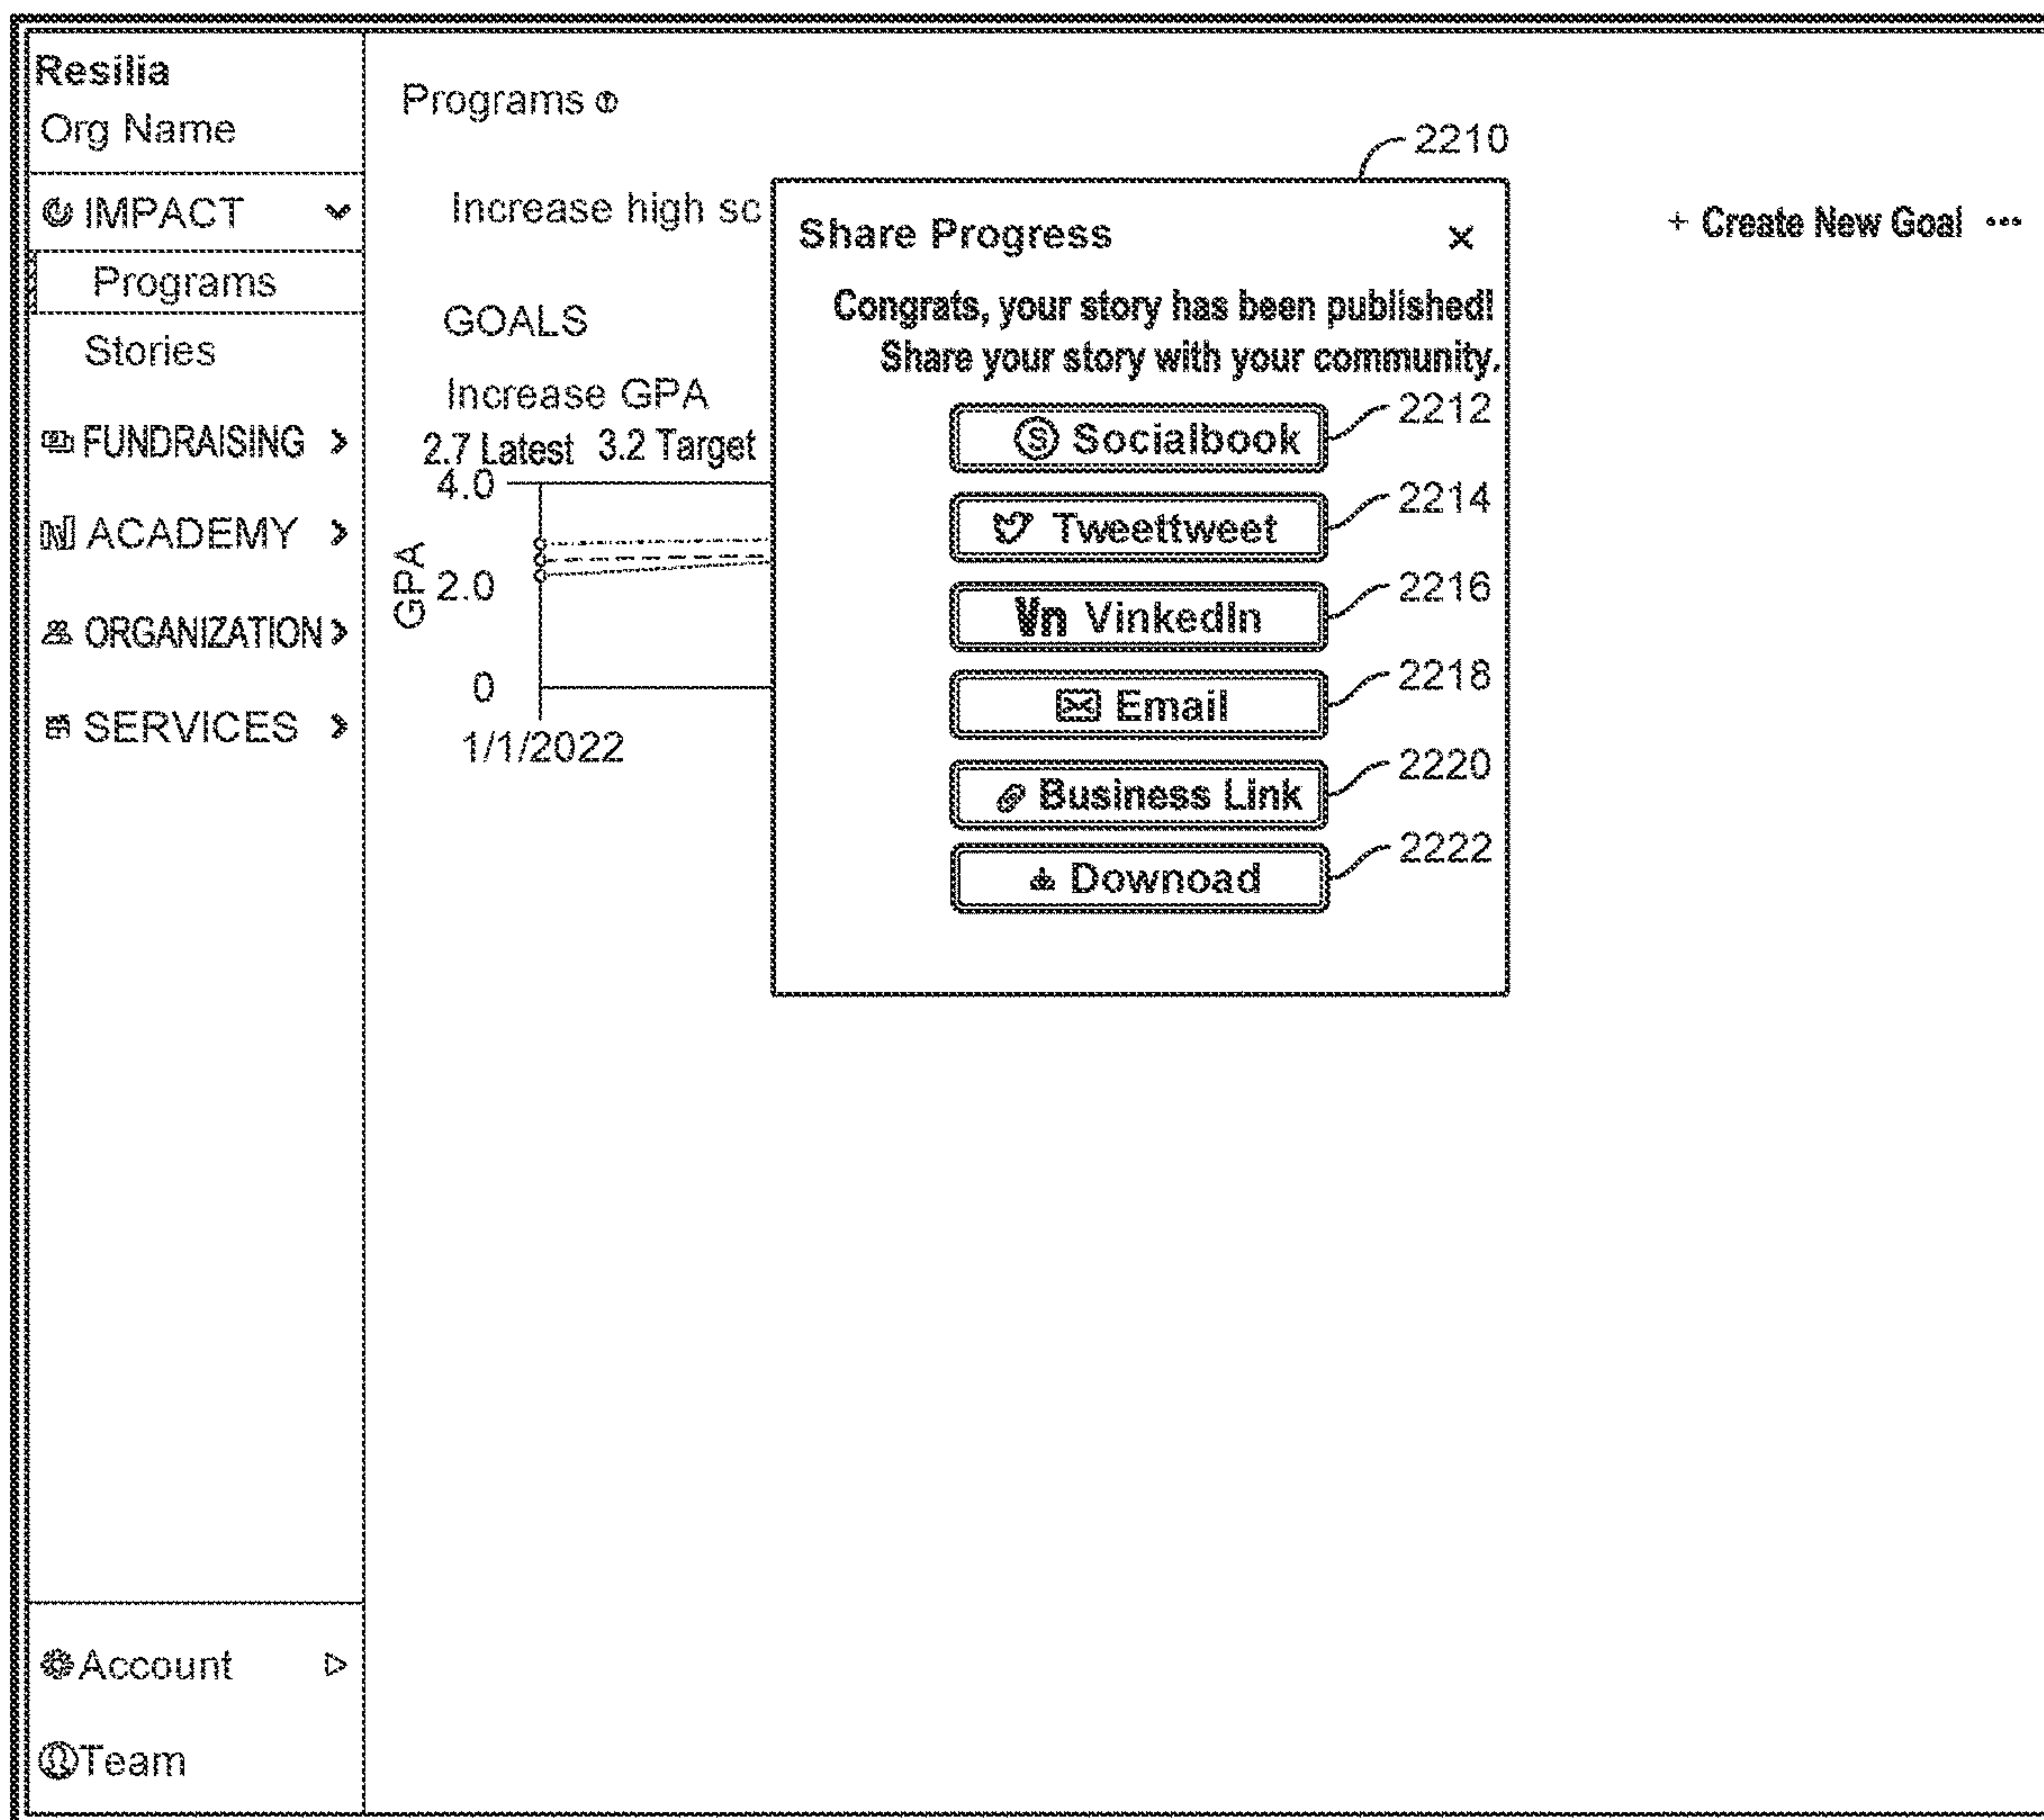 Resilia
Org Name
IMPACT
Programs
Stories
FUNDRAISING
ACADEMY
ORGANIZATION
SERVICES
Account
Team
Programs
Increase high sc
+ Create New Goal ...
GOALS
Increase GPA
2.7 Latest 3.2 Target
4.0
GPA
2.0
0
1/1/2022
2210
Share Progress ×
Congrats, your story has been published!
Share your story with your community.
Socialbook 2212
Tweettweet 2214
Vn VinkedIn 2216
Email 2218
Business Link 2220
Downoad 2222